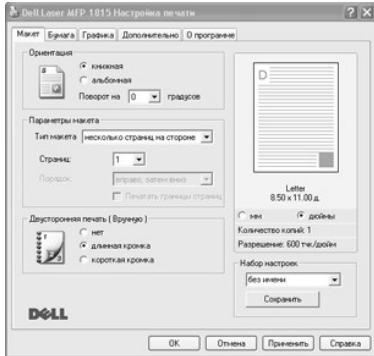 Dell Laser MFP 1815 Настройка печати
Макет Бумага Графика Дополнительно О программе
Ориентация
книжная
альбомная
Поворот на 0 градусов
Параметры макета
Тип макета несколько страниц на стороне
Страниц: 1
Порядок: вправо, затем вниз
Печатать границы страниц
Двусторонняя печать ( Вручную )
нет
длинная кромка
короткая кромка
DELL
D
Letter
8.50 x 11.00 д.
мм дюймы
Количество копий: 1
Разрешение: 600 тчк/дюйм
Набор настроек
без имени
Сохранить
OK Отмена Применить Справка